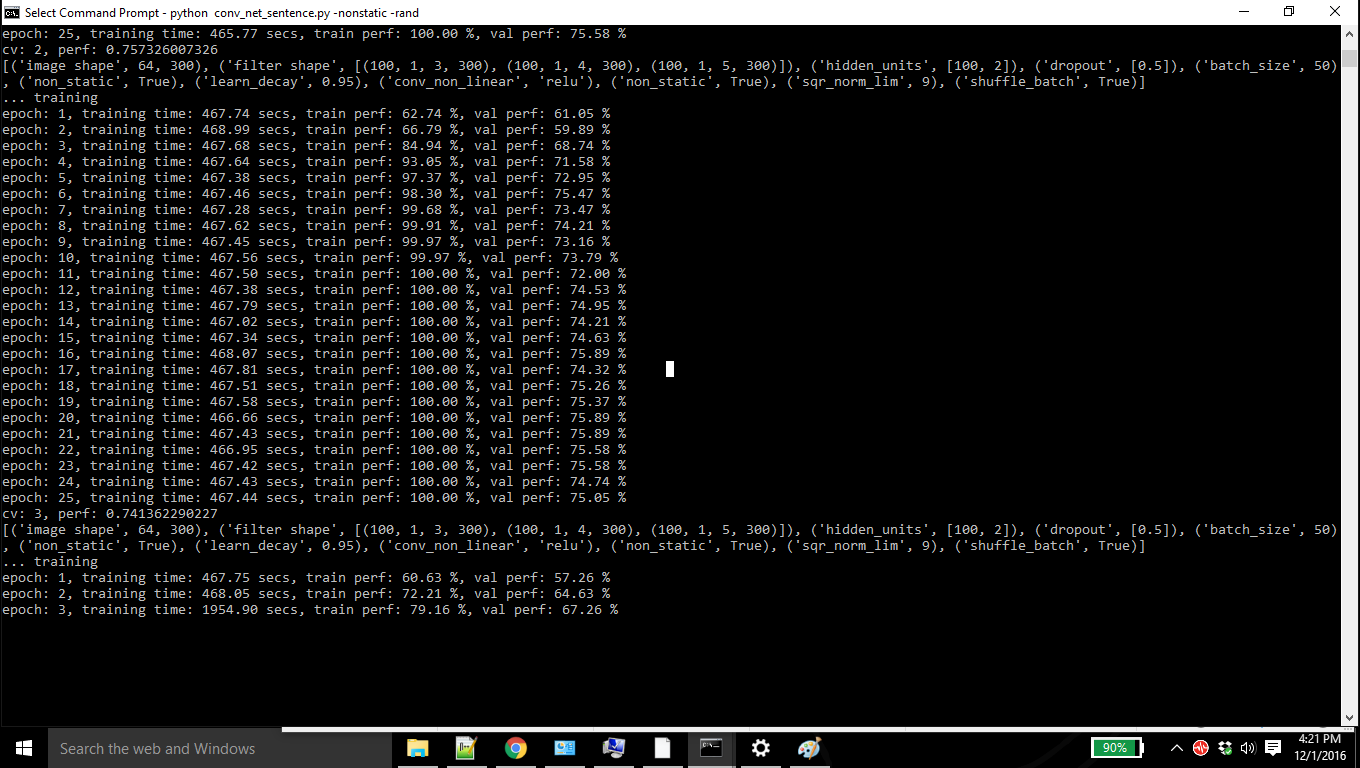 Select Command Prompt - python  conv_net_sentence.py -nonstatic -rand
epoch: 25, training time: 465.77 secs, train perf: 100.00 %, val perf: 75.58 %
cv: 2, perf: 0.757326007326
[('image shape', 64, 300), ('filter shape', [(100, 1, 3, 300), (100, 1, 4, 300), (100, 1, 5, 300)]), ('hidden_units', [100, 2]), ('dropout', [0.5]), ('batch_size', 50)
, ('non_static', True), ('learn_decay', 0.95), ('conv_non_linear', 'relu'), ('non_static', True), ('sqr_norm_lim', 9), ('shuffle_batch', True)]
... training
epoch: 1, training time: 467.74 secs, train perf: 62.74 %, val perf: 61.05 %
epoch: 2, training time: 468.99 secs, train perf: 66.79 %, val perf: 59.89 %
epoch: 3, training time: 467.68 secs, train perf: 84.94 %, val perf: 68.74 %
epoch: 4, training time: 467.64 secs, train perf: 93.05 %, val perf: 71.58 %
epoch: 5, training time: 467.38 secs, train perf: 97.37 %, val perf: 72.95 %
epoch: 6, training time: 467.46 secs, train perf: 98.30 %, val perf: 75.47 %
epoch: 7, training time: 467.28 secs, train perf: 99.68 %, val perf: 73.47 %
epoch: 8, training time: 467.62 secs, train perf: 99.91 %, val perf: 74.21 %
epoch: 9, training time: 467.45 secs, train perf: 99.97 %, val perf: 73.16 %
epoch: 10, training time: 467.56 secs, train perf: 99.97 %, val perf: 73.79 %
epoch: 11, training time: 467.50 secs, train perf: 100.00 %, val perf: 72.00 %
epoch: 12, training time: 467.38 secs, train perf: 100.00 %, val perf: 74.53 %
epoch: 13, training time: 467.79 secs, train perf: 100.00 %, val perf: 74.95 %
epoch: 14, training time: 467.02 secs, train perf: 100.00 %, val perf: 74.21 %
epoch: 15, training time: 467.34 secs, train perf: 100.00 %, val perf: 74.63 %
epoch: 16, training time: 468.07 secs, train perf: 100.00 %, val perf: 75.89 %
epoch: 17, training time: 467.81 secs, train perf: 100.00 %, val perf: 74.32 %
epoch: 18, training time: 467.51 secs, train perf: 100.00 %, val perf: 75.26 %
epoch: 19, training time: 467.58 secs, train perf: 100.00 %, val perf: 75.37 %
epoch: 20, training time: 466.66 secs, train perf: 100.00 %, val perf: 75.89 %
epoch: 21, training time: 467.43 secs, train perf: 100.00 %, val perf: 75.89 %
epoch: 22, training time: 466.95 secs, train perf: 100.00 %, val perf: 75.58 %
epoch: 23, training time: 467.42 secs, train perf: 100.00 %, val perf: 75.58 %
epoch: 24, training time: 467.43 secs, train perf: 100.00 %, val perf: 74.74 %
epoch: 25, training time: 467.44 secs, train perf: 100.00 %, val perf: 75.05 %
cv: 3, perf: 0.741362290227
[('image shape', 64, 300), ('filter shape', [(100, 1, 3, 300), (100, 1, 4, 300), (100, 1, 5, 300)]), ('hidden_units', [100, 2]), ('dropout', [0.5]), ('batch_size', 50)
, ('non_static', True), ('learn_decay', 0.95), ('conv_non_linear', 'relu'), ('non_static', True), ('sqr_norm_lim', 9), ('shuffle_batch', True)]
... training
epoch: 1, training time: 467.75 secs, train perf: 60.63 %, val perf: 57.26 %
epoch: 2, training time: 468.05 secs, train perf: 72.21 %, val perf: 64.63 %
epoch: 3, training time: 1954.90 secs, train perf: 79.16 %, val perf: 67.26 %
Search the web and Windows
90%
4:21 PM
12/1/2016